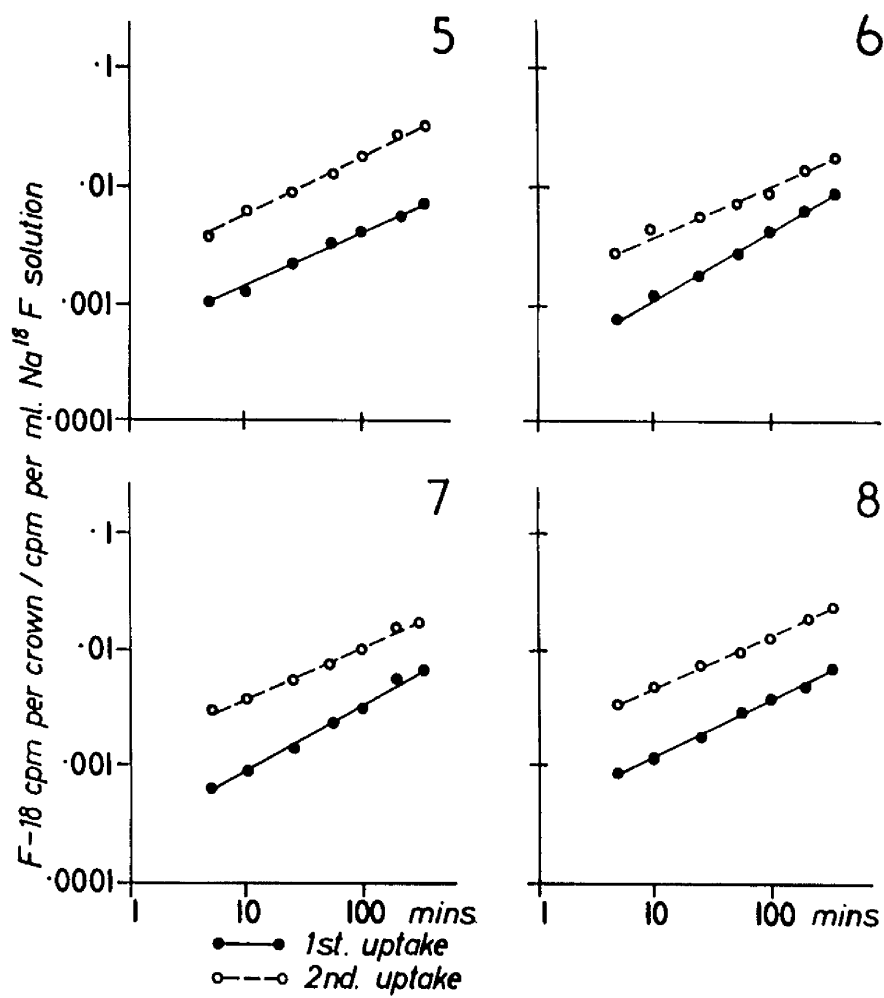 5
6
·1
·01
·001
·0001
7
8
·1
·01
·001
·0001
F-18 cpm per crown / cpm per ml. Na¹⁸ F solution
1 10 100 mins.
1 10 100 mins
1st. uptake
2nd. uptake